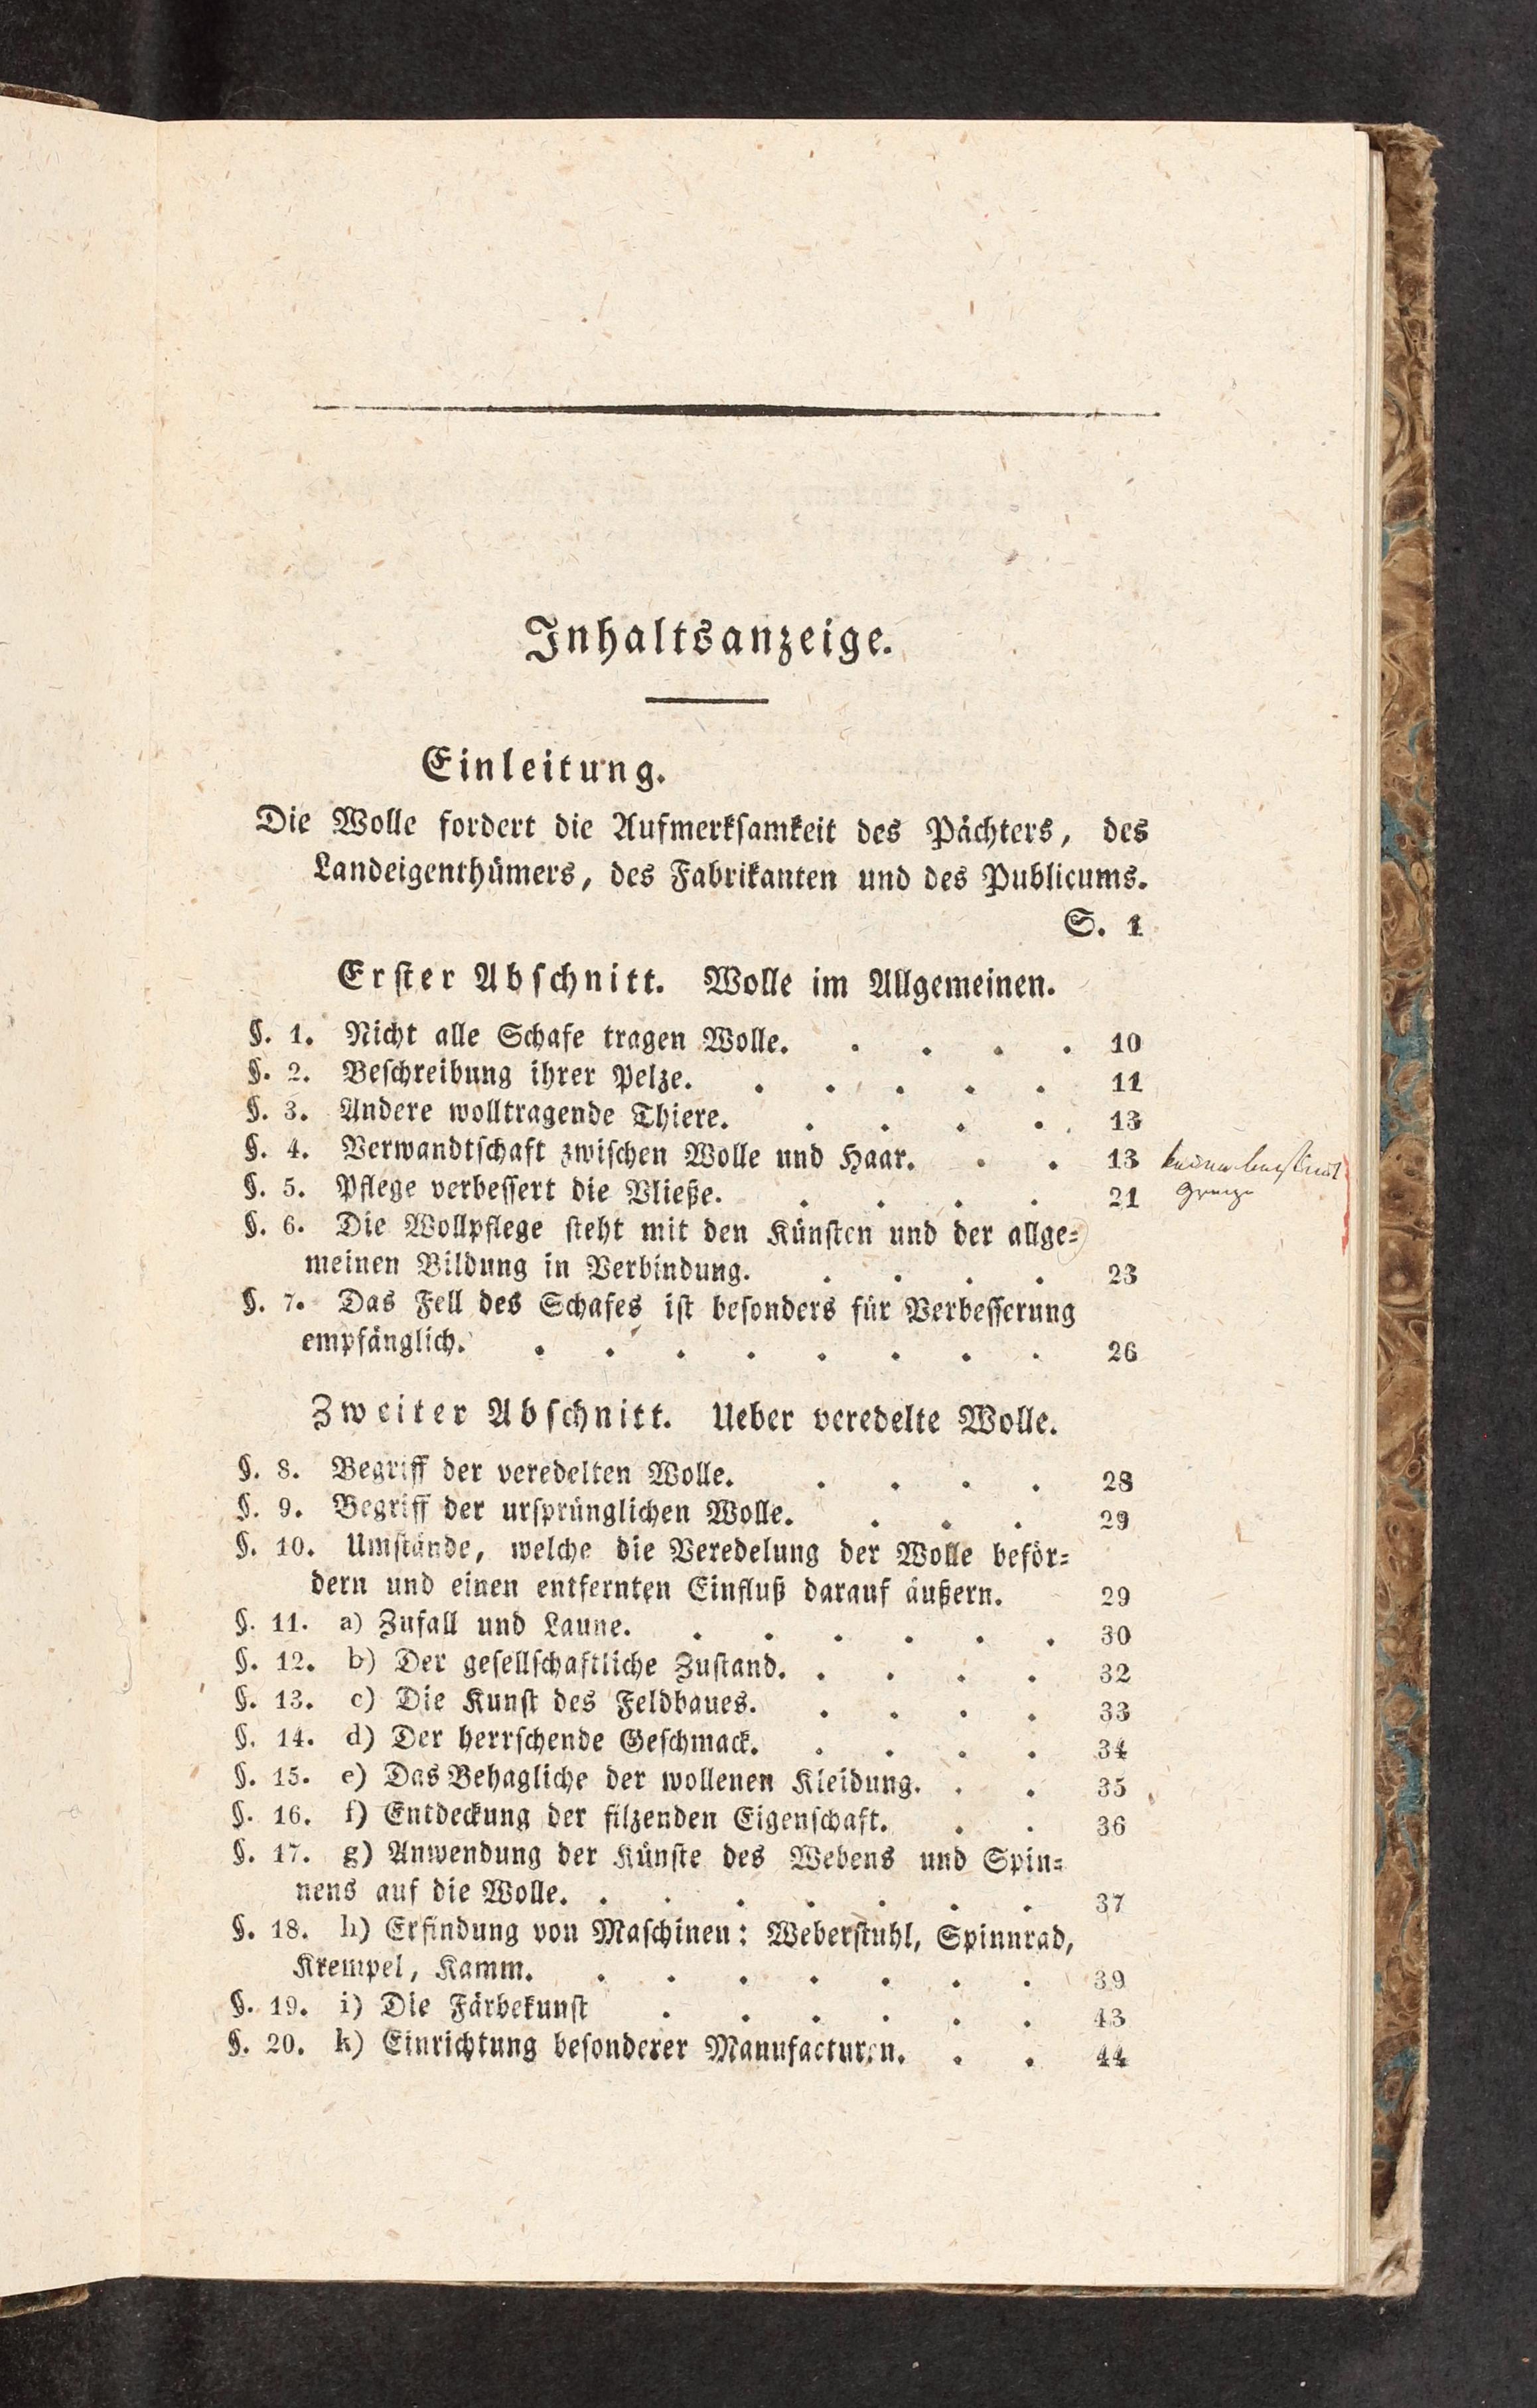 Inhaltsanzeige.
Einleitung.
Die Wolle fordert die Aufmerksamkeit des Pächters, des
Landeigenthümers, des Fabrikanten und des Publicums.
S. 1
Erster Abschnitt. Wolle im Allgemeinen.
§. 1. Nicht alle Schafe tragen Wolle. . . . . 10
§. 2. Beschreibung ihrer Pelze. . . . . . 11
§. 3. Andere wolltragende Thiere. . . . . 13
§. 4. Verwandtschaft zwischen Wolle und Haar. . . 13
§. 5. Pflege verbessert die Vließe. . . . . 21
§. 6. Die Wollpflege steht mit den Künsten und der allge=
meinen Bildung in Verbindung. . . . . 23
§. 7. Das Fell des Schafes ist besonders für Verbesserung
empfänglich. . . . . . . . . 26
Zweiter Abschnitt. Ueber veredelte Wolle.
§. 8. Begriff der veredelten Wolle. . . . . 28
§. 9. Begriff der ursprünglichen Wolle. . . . 29
§. 10. Umstände, welche die Veredelung der Wolle beför=
dern und einen entfernten Einfluß darauf äußern. 29
§. 11. a) Zufall und Laune. . . . . . . 30
§. 12. b) Der gesellschaftliche Zustand. . . . . 32
§. 13. c) Die Kunst des Feldbaues. . . . . 33
§. 14. d) Der herrschende Geschmack. . . . . 34
§. 15. e) Das Behagliche der wollenen Kleidung. . . 35
§. 16. f) Entdeckung der filzenden Eigenschaft. . . 36
§. 17. g) Anwendung der Künste des Webens und Spin=
nens auf die Wolle. . . . . . . . 37
§. 18. h) Erfindung von Maschinen: Weberstuhl, Spinnrad,
Krempel, Kamm. . . . . . . . 39
§. 19. i) Die Färbekunst . . . . . . 43
§. 20. k) Einrichtung besonderer Manufacturen. . . 44